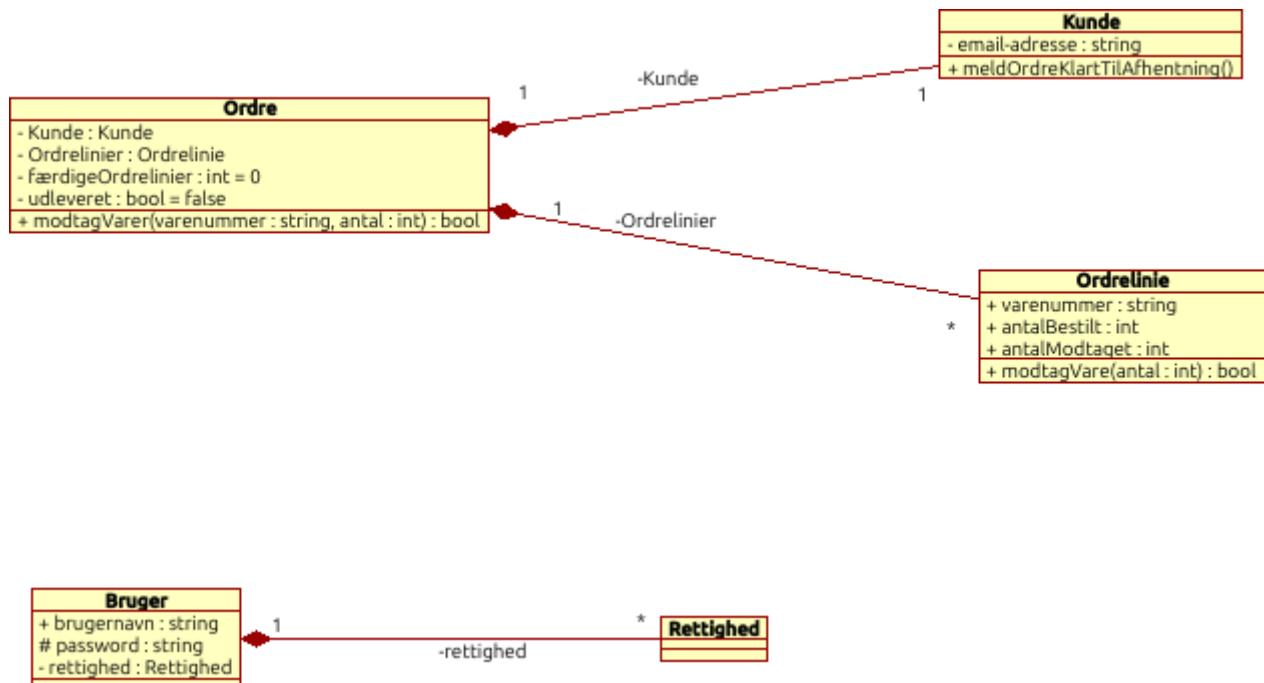 Kunde
- email-adresse : string
+ meldOrdreKlartTilAfhentning()
-Kunde
1
1
Ordre
- Kunde : Kunde
- Ordrelinier : Ordrelinie
- færdigeOrdrelinier : int = 0
- udleveret : bool = false
+ modtagVarer(varenummer : string, antal : int) : bool
1
-Ordrelinier
*
Ordrelinie
+ varenummer : string
+ antalBestilt : int
+ antalModtaget : int
+ modtagVare(antal : int) : bool
Bruger
+ brugernavn : string
# password : string
- rettighed : Rettighed
1
-rettighed
*
Rettighed